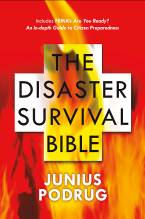 Includes FEMA's Are You Ready?
An In-depth Guide to Citizen Preparedness
THE
DISASTER
SURVIVAL
BIBLE
JUNIUS
PODRUG